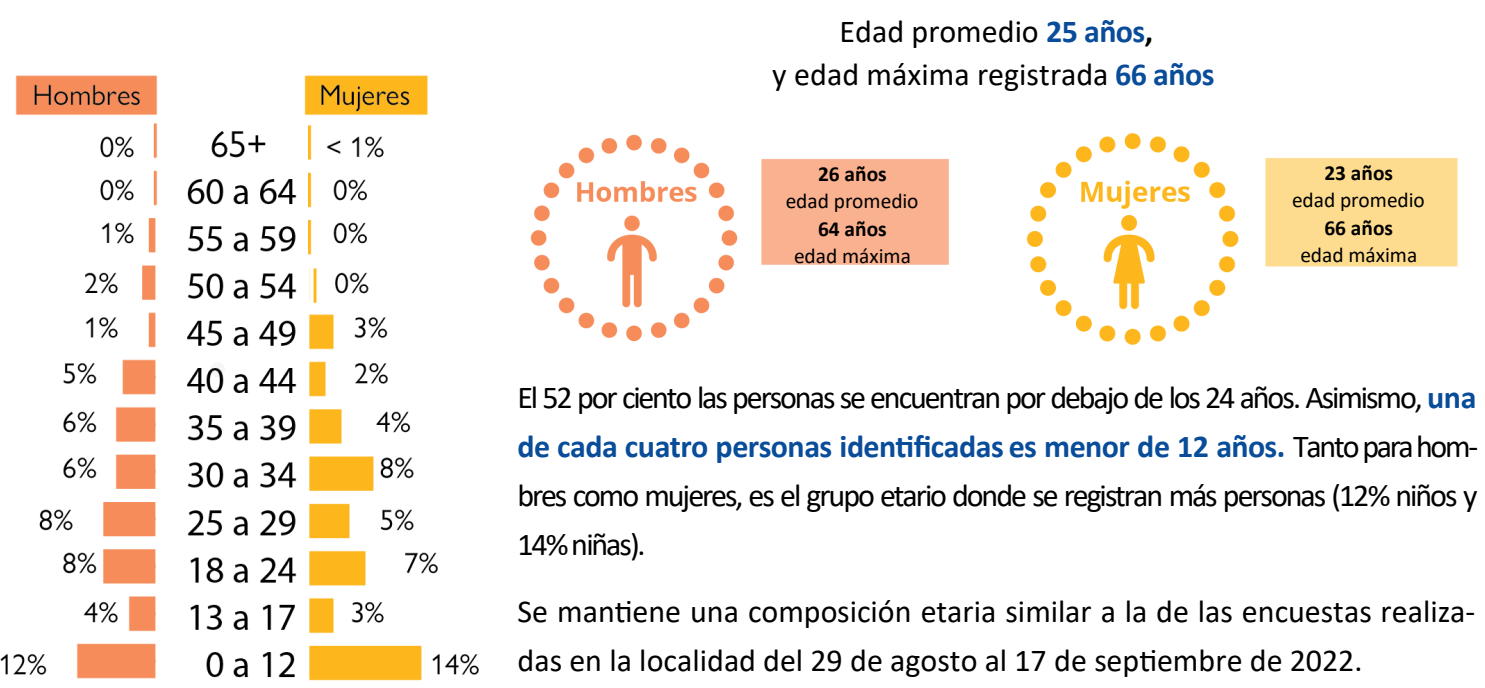 Edad promedio 25 años,
y edad máxima registrada 66 años
Hombres Mujeres
0% 65+ < 1%
0% 60 a 64 0%
1% 55 a 59 0%
2% 50 a 54 0%
1% 45 a 49 3%
5% 40 a 44 2%
6% 35 a 39 4%
6% 30 a 34 8%
8% 25 a 29 5%
8% 18 a 24 7%
4% 13 a 17 3%
12% 0 a 12 14%
Hombres
26 años
edad promedio
64 años
edad máxima
Mujeres
23 años
edad promedio
66 años
edad máxima
El 52 por ciento las personas se encuentran por debajo de los 24 años. Asimismo, una
de cada cuatro personas identificadas es menor de 12 años. Tanto para hom-
bres como mujeres, es el grupo etario donde se registran más personas (12% niños y
14% niñas).
Se mantiene una composición etaria similar a la de las encuestas realiza-
das en la localidad del 29 de agosto al 17 de septiembre de 2022.